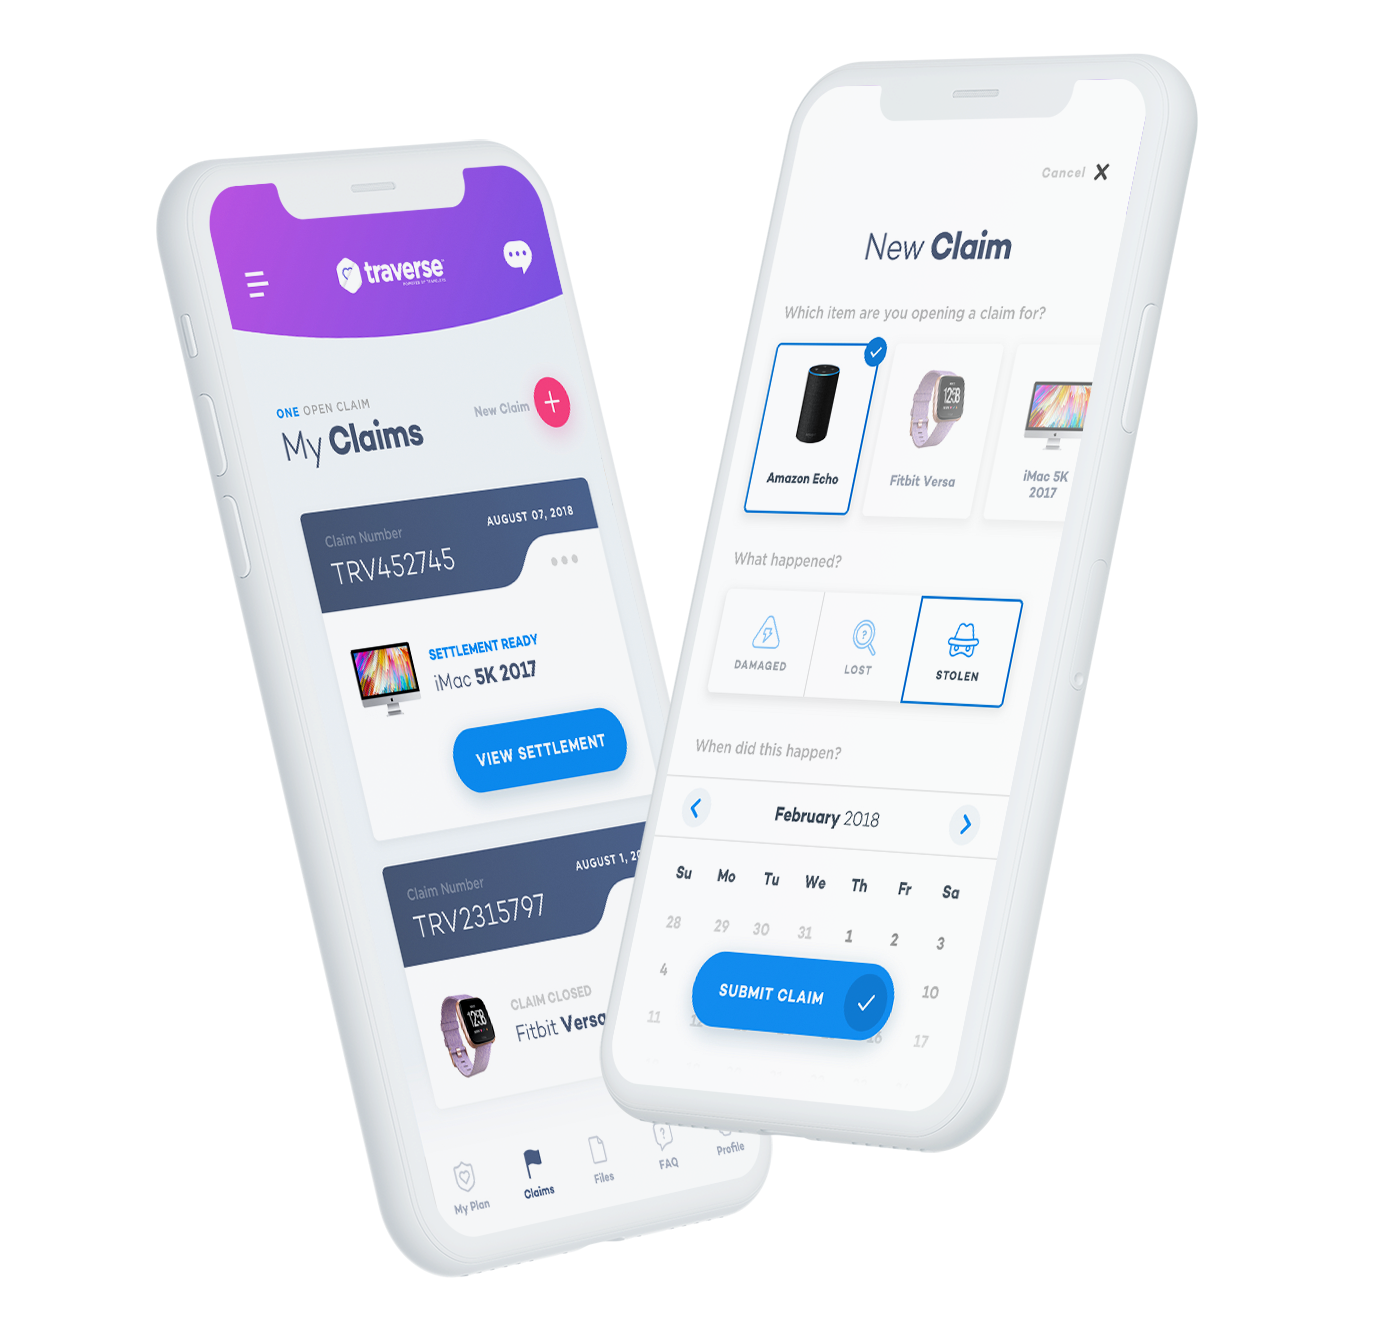 traverse
ONE OPEN CLAIM
My Claims
New Claim
Claim Number
AUGUST 07, 2018
TRV452745
SETTLEMENT READY
iMac 5K 2017
VIEW SETTLEMENT
Claim Number
AUGUST 1,
TRV2315797
CLAIM CLOSED
Fitbit Versa
My Plan
Claims
Files
FAQ
Profile
Cancel X
New Claim
Which item are you opening a claim for?
Amazon Echo
Fitbit Versa
iMac 5K
2017
What happened?
DAMAGED
LOST
STOLEN
When did this happen?
February 2018
Su Mo Tu We Th Fr Sa
28 29 30 31 1 2 3
4 10
SUBMIT CLAIM
11 12 16 17